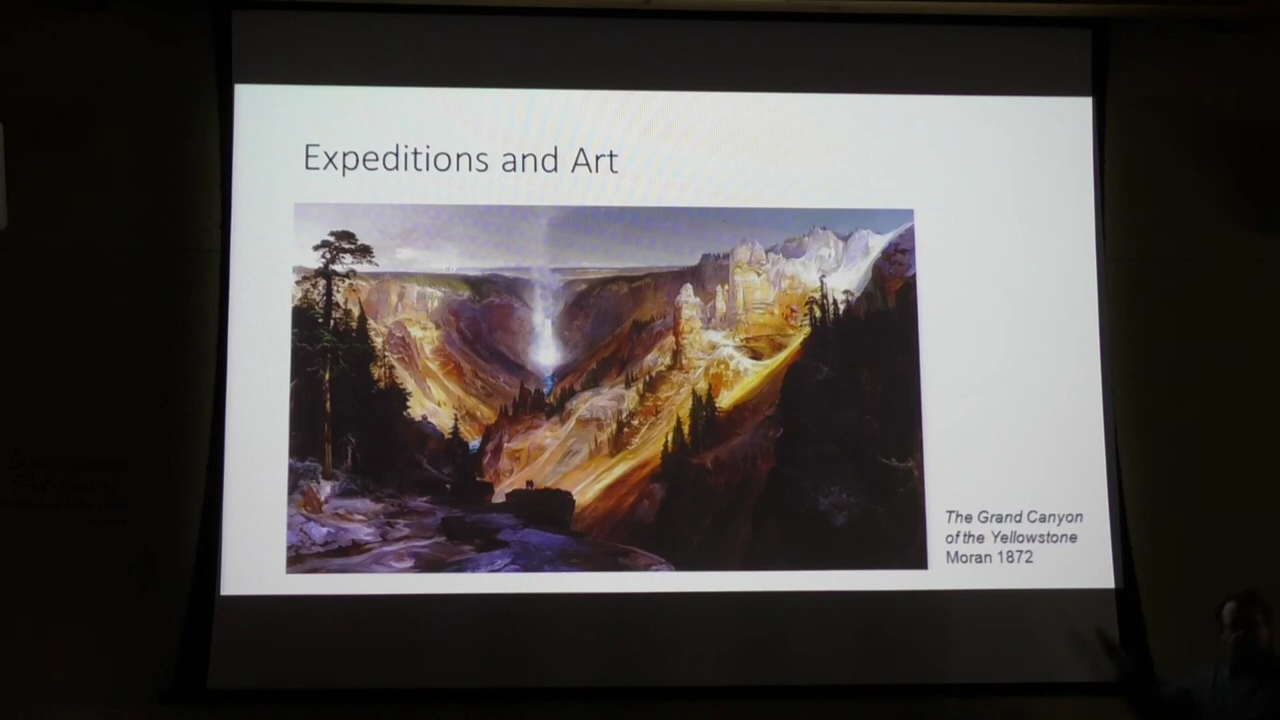 Expeditions and Art
The Grand Canyon
of the Yellowstone
Moran 1872